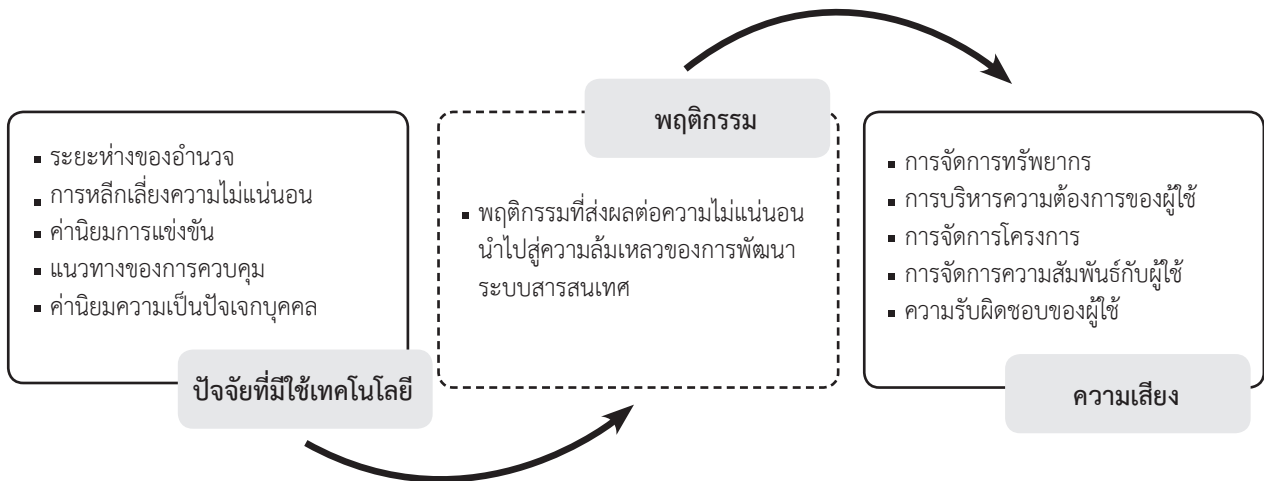 ระยะห่างของอำนวจ
การหลีกเลี่ยงความไม่แน่นอน
ค่านิยมการแข่งขัน
แนวทางของการควบคุม
ค่านิยมความเป็นปัจเจกบุคคล
ปัจจัยที่มีใช้เทคโนโลยี
พฤติกรรม
พฤติกรรมที่ส่งผลต่อความไม่แน่นอน
นำไปสู่ความล้มเหลวของการพัฒนา
ระบบสารสนเทศ
การจัดการทรัพยากร
การบริหารความต้องการของผู้ใช้
การจัดการโครงการ
การจัดการความสัมพันธ์กับผู้ใช้
ความรับผิดชอบของผู้ใช้
ความเสียง